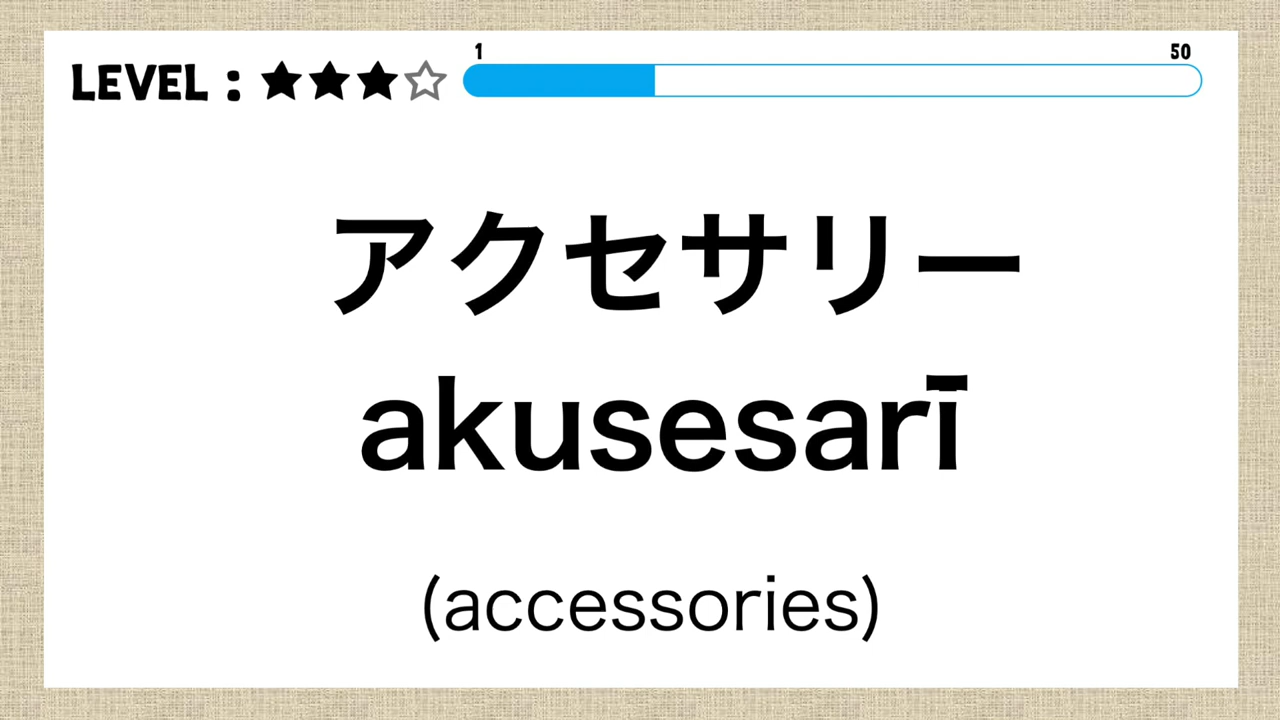 1 50
LEVEL : ★★★☆
アクセサリー
akusesarī
(accessories)